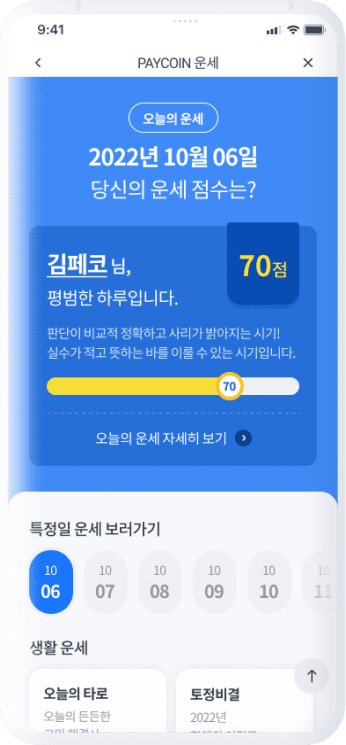 9:41
PAYCOIN 운세
오늘의 운세
2022년 10월 06일
당신의 운세 점수는?
70점
김페코 님,
평범한 하루입니다.
판단이 비교적 정확하고 사리가 밝아지는 시기!
실수가 적고 뜻하는 바를 이룰 수 있는 시기입니다.
70
오늘의 운세 자세히 보기
특정일 운세 보러가기
10 10 10 10 10 10
06 07 08 09 10 11
생활 운세
오늘의 타로
오늘의 든든한
토정비결
2022년